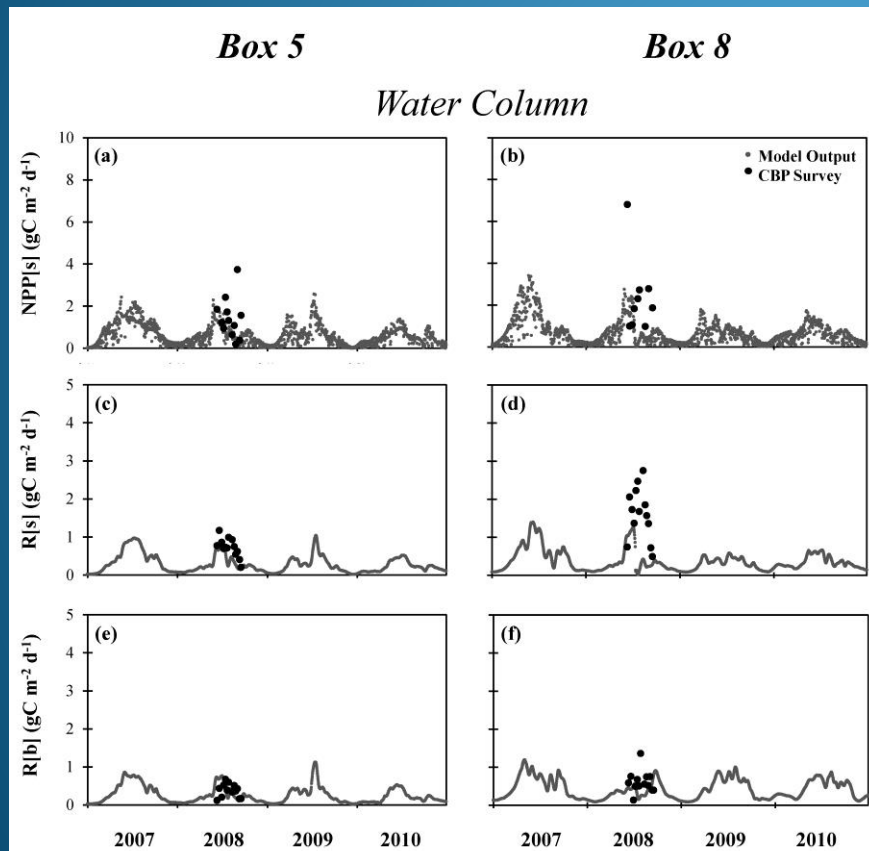 Box 5 Box 8
Water Column
NPP[s] (gC m-2 d-1)
10
8
6
4
2
0
(a)
(b)
Model Output
CBP Survey
R[s] (gC m-2 d-1)
5
4
3
2
1
0
(c)
(d)
R[b] (gC m-2 d-1)
5
4
3
2
1
0
(e)
(f)
2007 2008 2009 2010 2007 2008 2009 2010